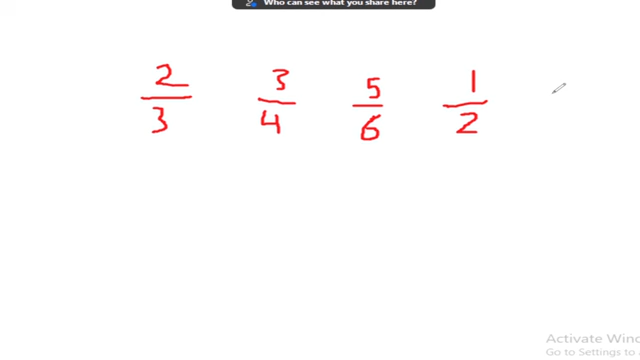 Who can see what you share here?
2/3 3/4 5/6 1/2
Activate Win
Go to Settings to